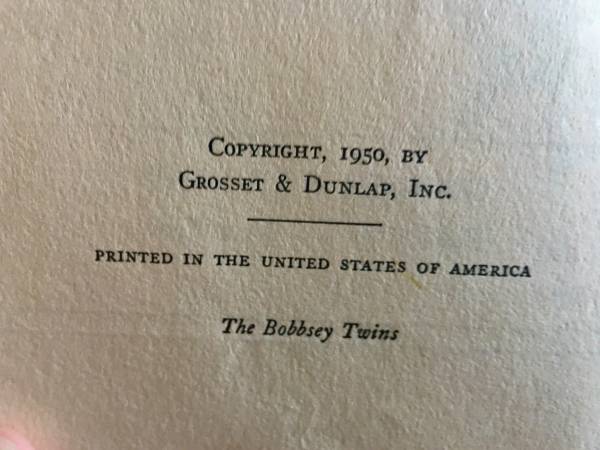 Copyright, 1950, by
Grosset & Dunlap, Inc.
PRINTED IN THE UNITED STATES OF AMERICA
The Bobbsey Twins